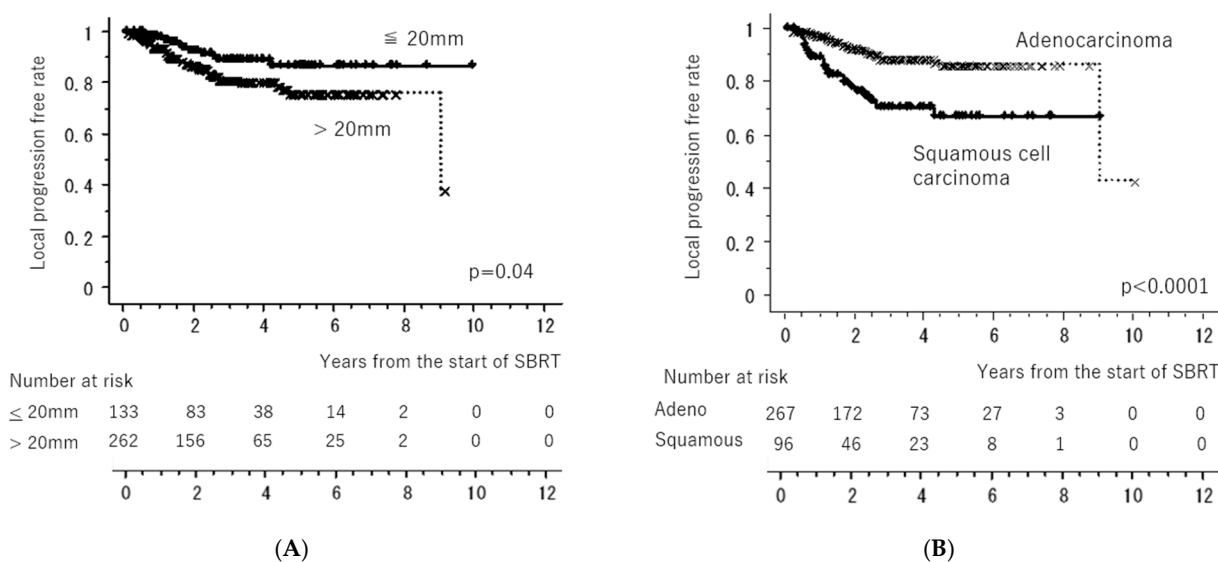 Local progression free rate
1
0.8
0.6
0.4
0.2
0
≦ 20mm
> 20mm
p=0.04
0 2 4 6 8 10 12
Years from the start of SBRT
Number at risk
≤ 20mm 133 83 38 14 2 0 0
> 20mm 262 156 65 25 2 0 0
0 2 4 6 8 10 12
(A)
Local progression free rate
1
0.8
0.6
0.4
0.2
0
Adenocarcinoma
Squamous cell
carcinoma
p<0.0001
0 2 4 6 8 10 12
Years from the start of SBRT
Number at risk
Adeno 267 172 73 27 3 0 0
Squamous 96 46 23 8 1 0 0
0 2 4 6 8 10 12
(B)